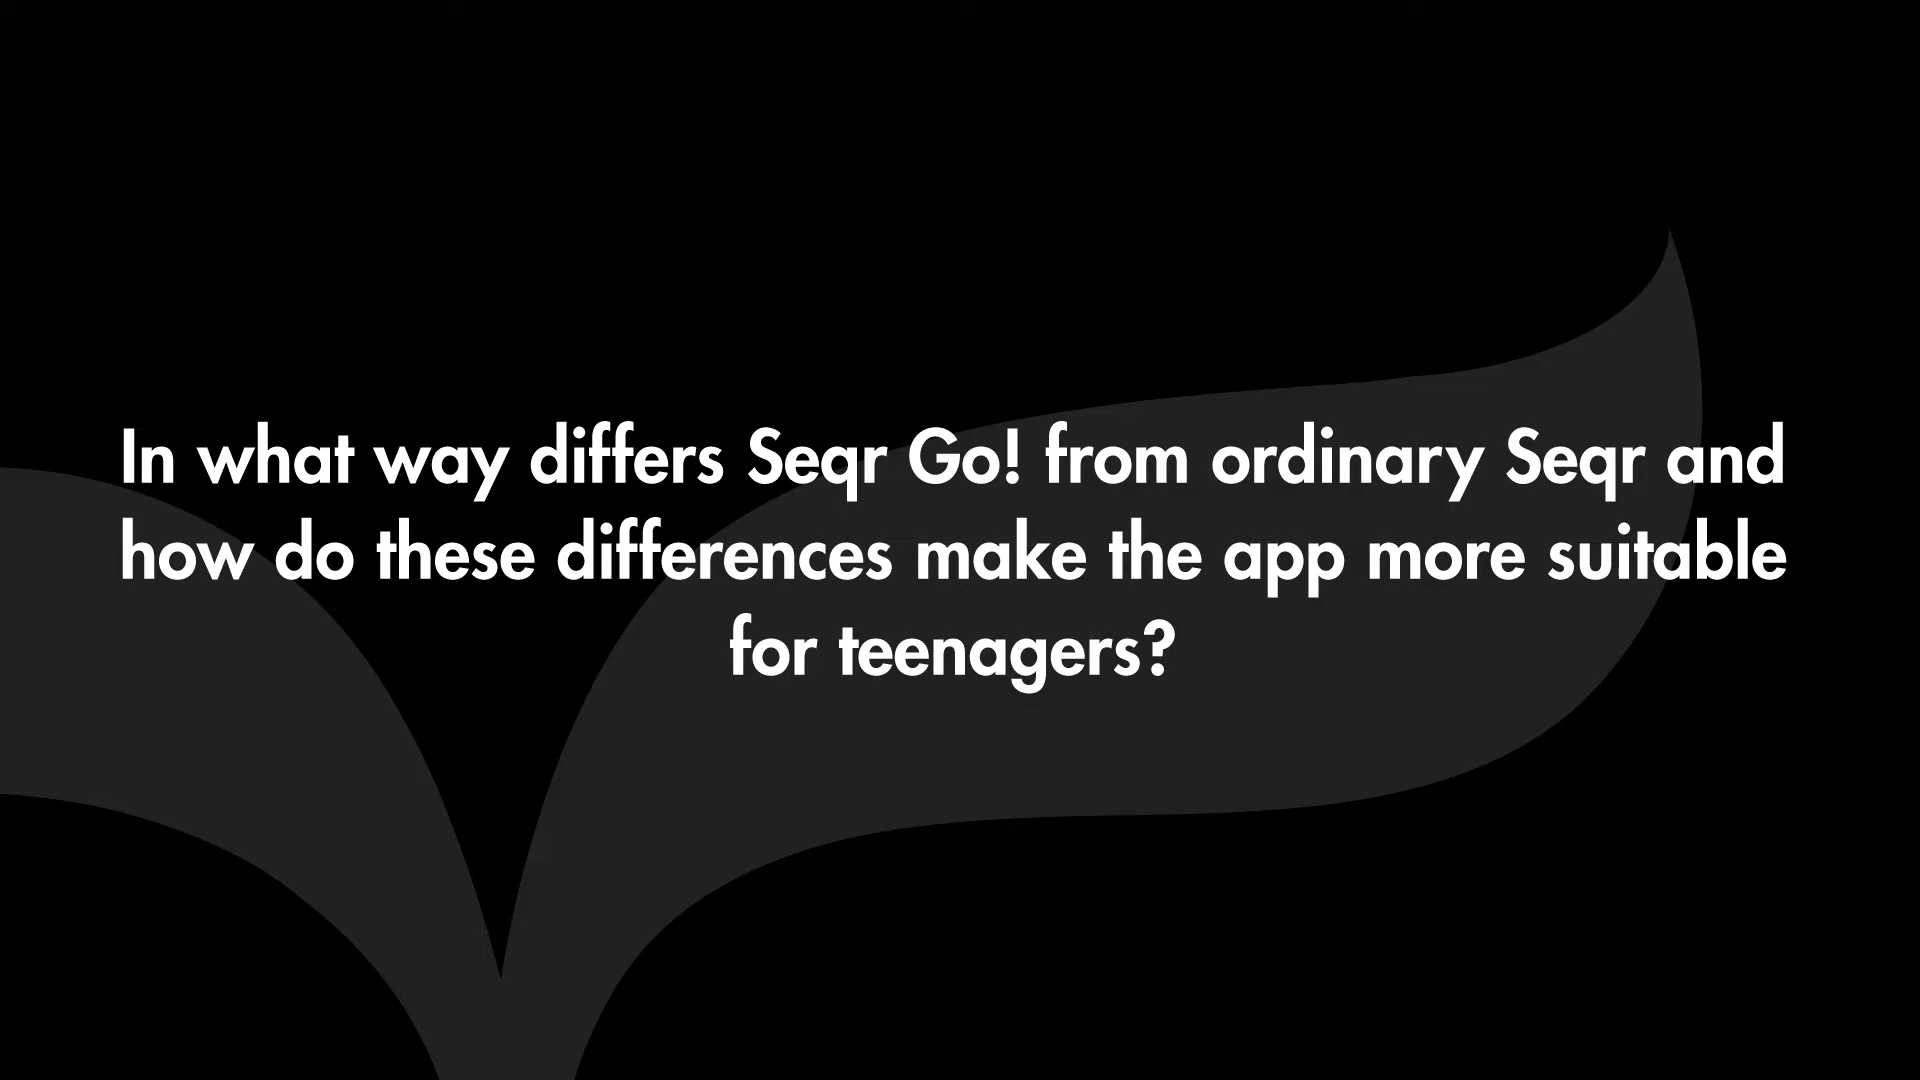 In what way differs Seqr Go! from ordinary Seqr and
how do these differences make the app more suitable
for teenagers?